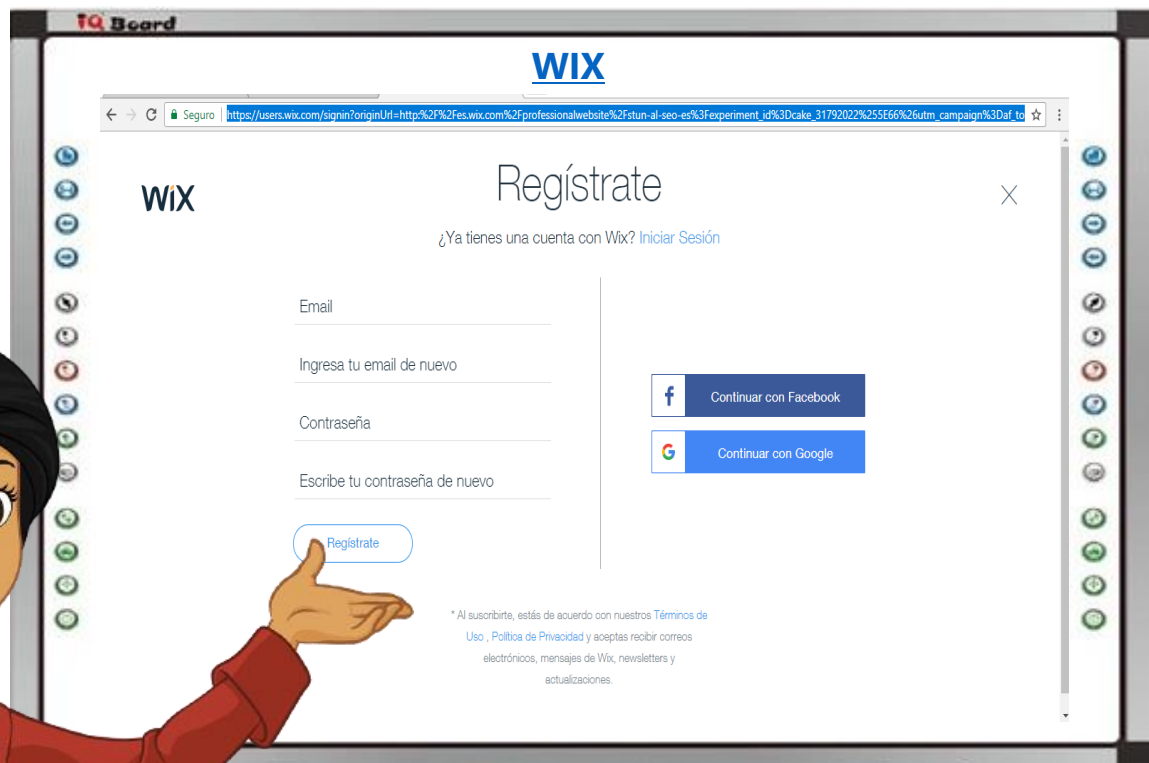 IQ Board
WIX
Seguro
https://users.wix.com/signin?originUrl=http:%2F%2Fes.wix.com%2Fprofessionalwebsite%2Fstun-al-seo-es%3Fexperiment_id%3Dcake_31792022%255E66%26utm_campaign%3Daf_to
WiX
Regístrate
X
¿Ya tienes una cuenta con Wix? Iniciar Sesión
Email
Ingresa tu email de nuevo
Contraseña
Escribe tu contraseña de nuevo
Regístrate
f Continuar con Facebook
G Continuar con Google
* Al suscribirte, estás de acuerdo con nuestros Términos de
Uso , Política de Privacidad y aceptas recibir correos
electrónicos, mensajes de Wix, newsletters y
actualizaciones.